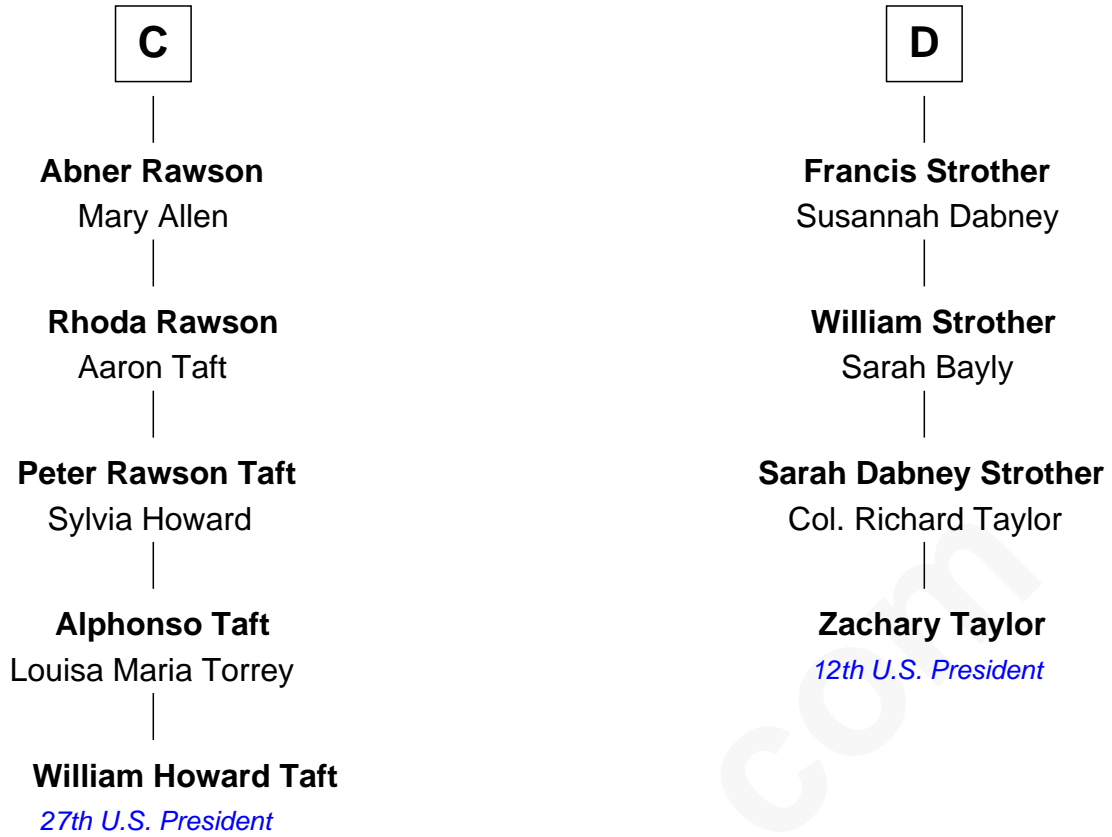 C
Abner Rawson
Mary Allen
Rhoda Rawson
Aaron Taft
Peter Rawson Taft
Sylvia Howard
Alphonso Taft
Louisa Maria Torrey
William Howard Taft
27th U.S. President
D
Francis Strother
Susannah Dabney
William Strother
Sarah Bayly
Sarah Dabney Strother
Col. Richard Taylor
Zachary Taylor
12th U.S. President
com